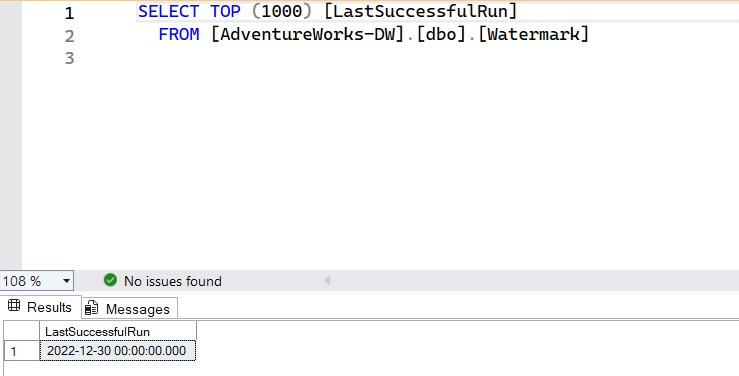 1 SELECT TOP (1000) [LastSuccessfulRun]
2 FROM [AdventureWorks-DW].[dbo].[Watermark]
3
108 % No issues found
Results Messages
LastSuccessfulRun
1 2022-12-30 00:00:00.000